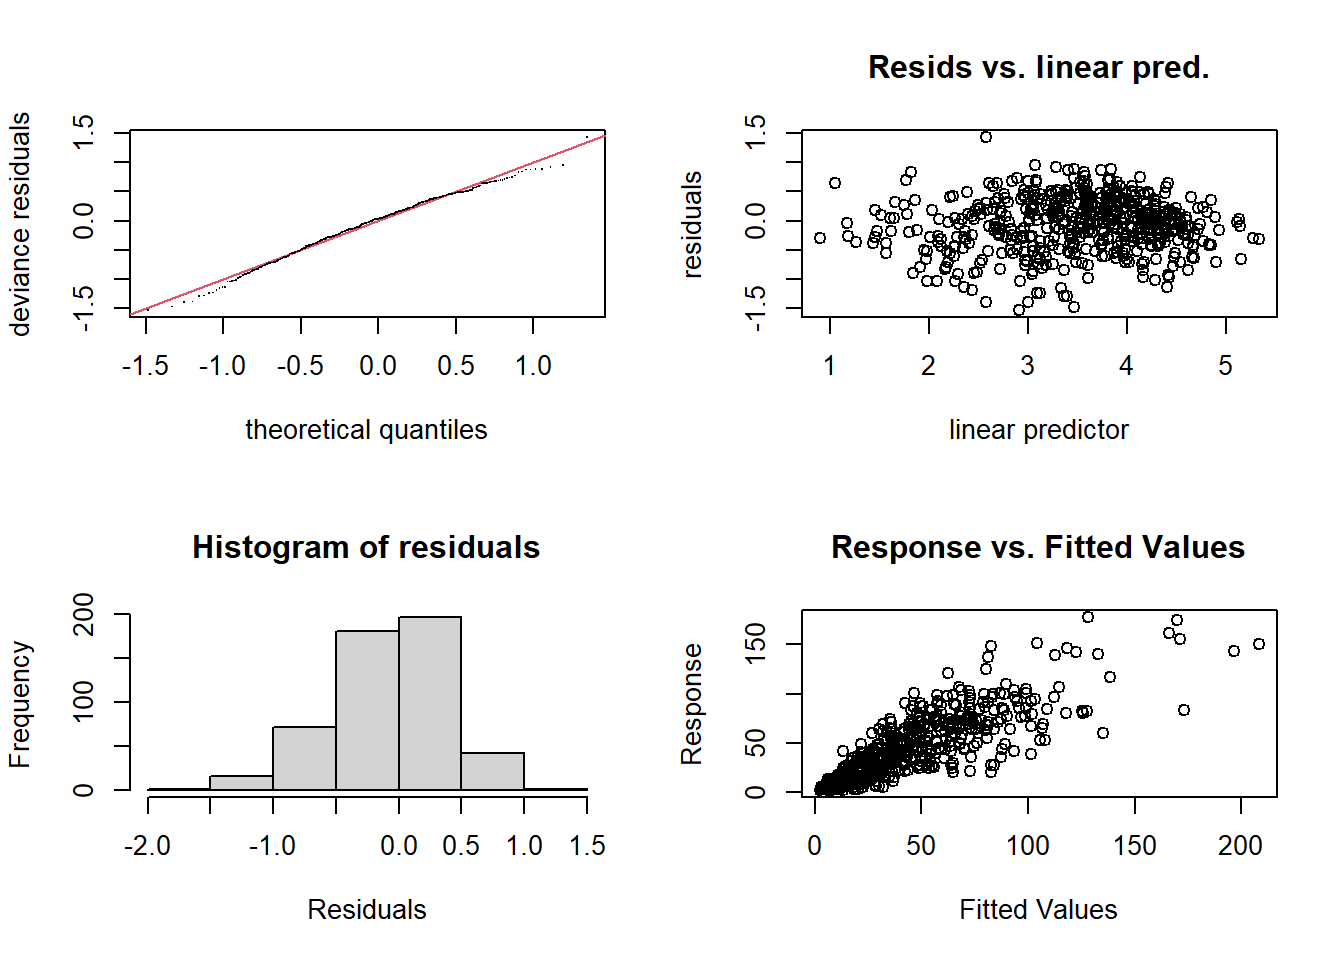 deviance residuals
1.5
0.0
-1.5
-1.5 -1.0 -0.5 0.0 0.5 1.0
theoretical quantiles
Resids vs. linear pred.
residuals
1.5
0.0
-1.5
1 2 3 4 5
linear predictor
Histogram of residuals
Frequency
200
100
0
-2.0 -1.0 0.0 0.5 1.0 1.5
Residuals
Response vs. Fitted Values
Response
150
50
0
0 50 100 150 200
Fitted Values